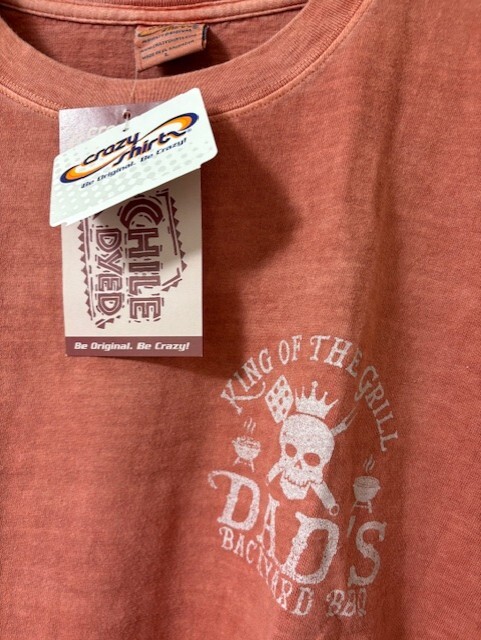 crazy
shirts®
Be Original. Be Crazy!
CHILE
DYED
Be Original. Be Crazy!
KING OF THE GRILL
DAD'S
BACKYARD BBQ